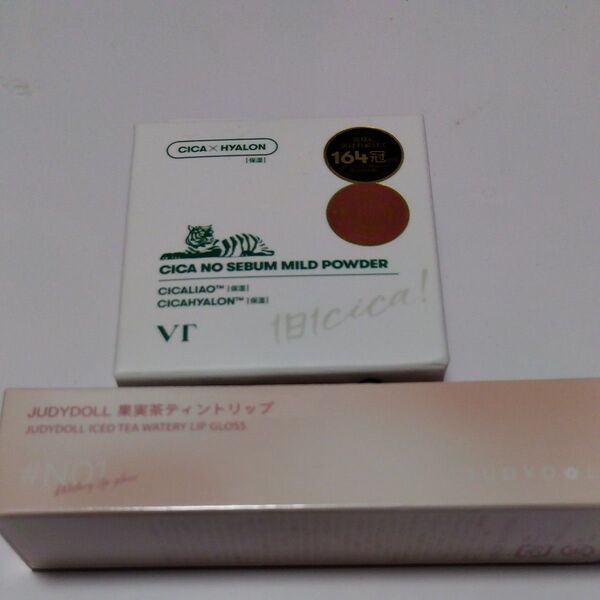 CICA × HYALON
[保湿]
164冠
CICA NO SEBUM MILD POWDER
CICALIAO™ [保湿]
CICAHYALON™ [保湿]
VT
1日1cica!
JUDYDOLL 果実茶ティントリップ
JUDYDOLL ICED TEA WATERY LIP GLOSS
#NO1
JUDYDOL